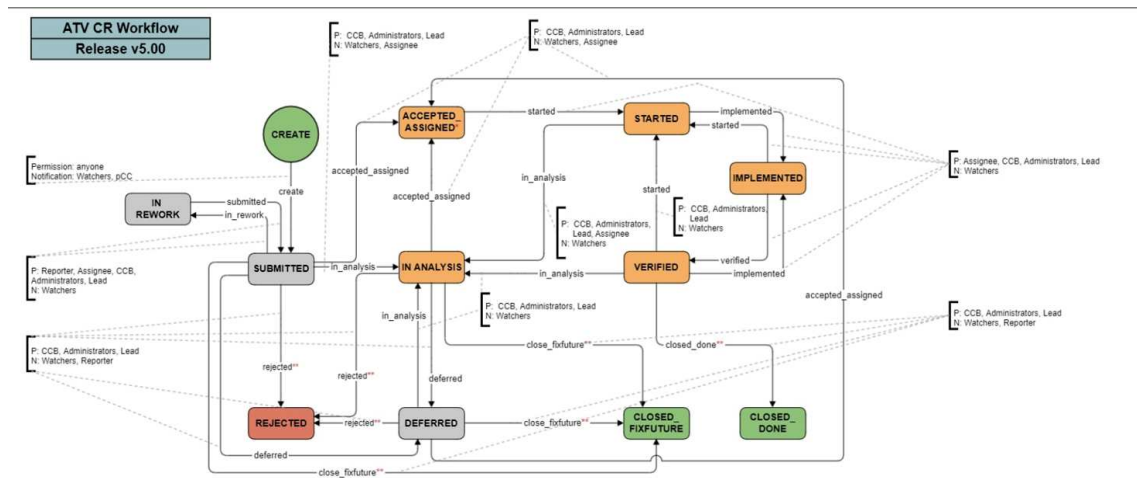 ATV CR Workflow
Release v5.00
P: CCB, Administrators, Lead
N: Watchers, Assignee
P: CCB, Administrators, Lead
N: Watchers, Assignee
CREATE
ACCEPTED_
ASSIGNED*
started
STARTED
implemented
started
Permission: anyone
Notification: Watchers, pCC
accepted_assigned
P: Assignee, CCB, Administrators, Lead
N: Watchers
in_analysis
IMPLEMENTED
create
accepted_assigned
started
IN
REWORK
submitted
in_rework
P: CCB, Administrators,
Lead
N: Watchers
P: CCB, Administrators,
Lead, Assignee
N: Watchers
SUBMITTED
in_analysis
IN ANALYSIS
in_analysis
VERIFIED
verified
implemented
P: Reporter, Assignee, CCB,
Administrators, Lead
N: Watchers
accepted_assigned
P: CCB, Administrators, Lead
N: Watchers
in_analysis
P: CCB, Administrators, Lead
N: Watchers, Reporter
P: CCB, Administrators, Lead
N: Watchers, Reporter
close_fixfuture**
closed_done**
rejected**
rejected**
deferred
REJECTED
rejected**
DEFERRED
close_fixfuture**
CLOSED_
FIXFUTURE
CLOSED_
DONE
deferred
close_fixfuture**